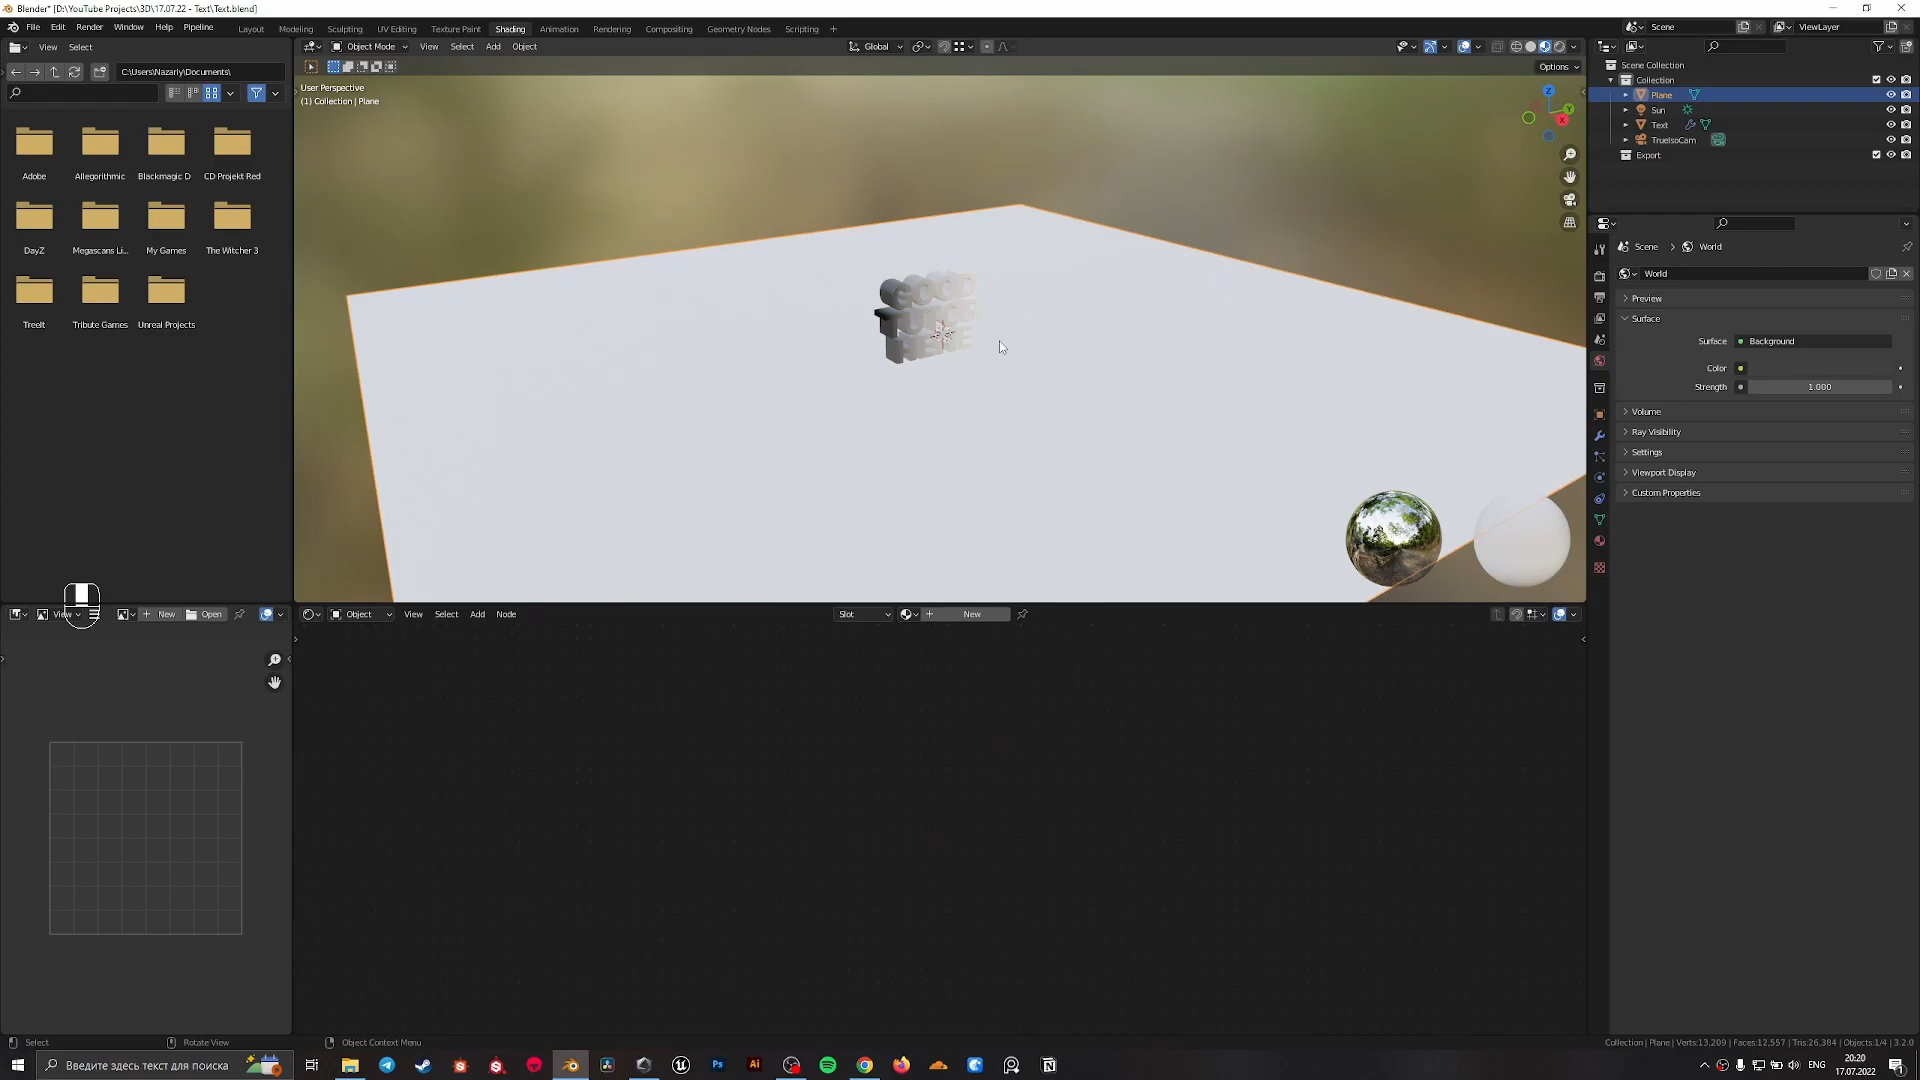 Blender* [D:\YouTube Projects\3D\17.07.22 - Text\Text.blend]
File Edit Render Window Help Pipeline
Layout Modeling Sculpting UV Editing Texture Paint Shading Animation Rendering Compositing Geometry Nodes Scripting +
Scene
ViewLayer
View Select
Object Mode View Select Add Object
Global
C:\Users\Nazariy\Documents\
Options
User Perspective
(1) Collection | Plane
Z
Y
X
Adobe
Allegorithmic
Blackmagic D
CD Projekt Red
DayZ
Megascans Li...
My Games
The Witcher 3
TreeIt
Tribute Games
Unreal Projects
GOOD
Scene Collection
Collection
Plane
Sun
Text
TrueIsoCam
Export
Scene > World
World
Preview
Surface
Surface Background
Color
Strength 1.000
Volume
Ray Visibility
Settings
Viewport Display
Custom Properties
View + New Open
Object View Select Add Node
Slot
+ New
Select Rotate View Object Context Menu
Collection | Plane | Verts:13,209 | Faces:12,557 | Tris:26,384 | Objects:1/4 | 3.2.0
Введите здесь текст для поиска
Ps
Ai
ENG
20:20
17.07.2022
1